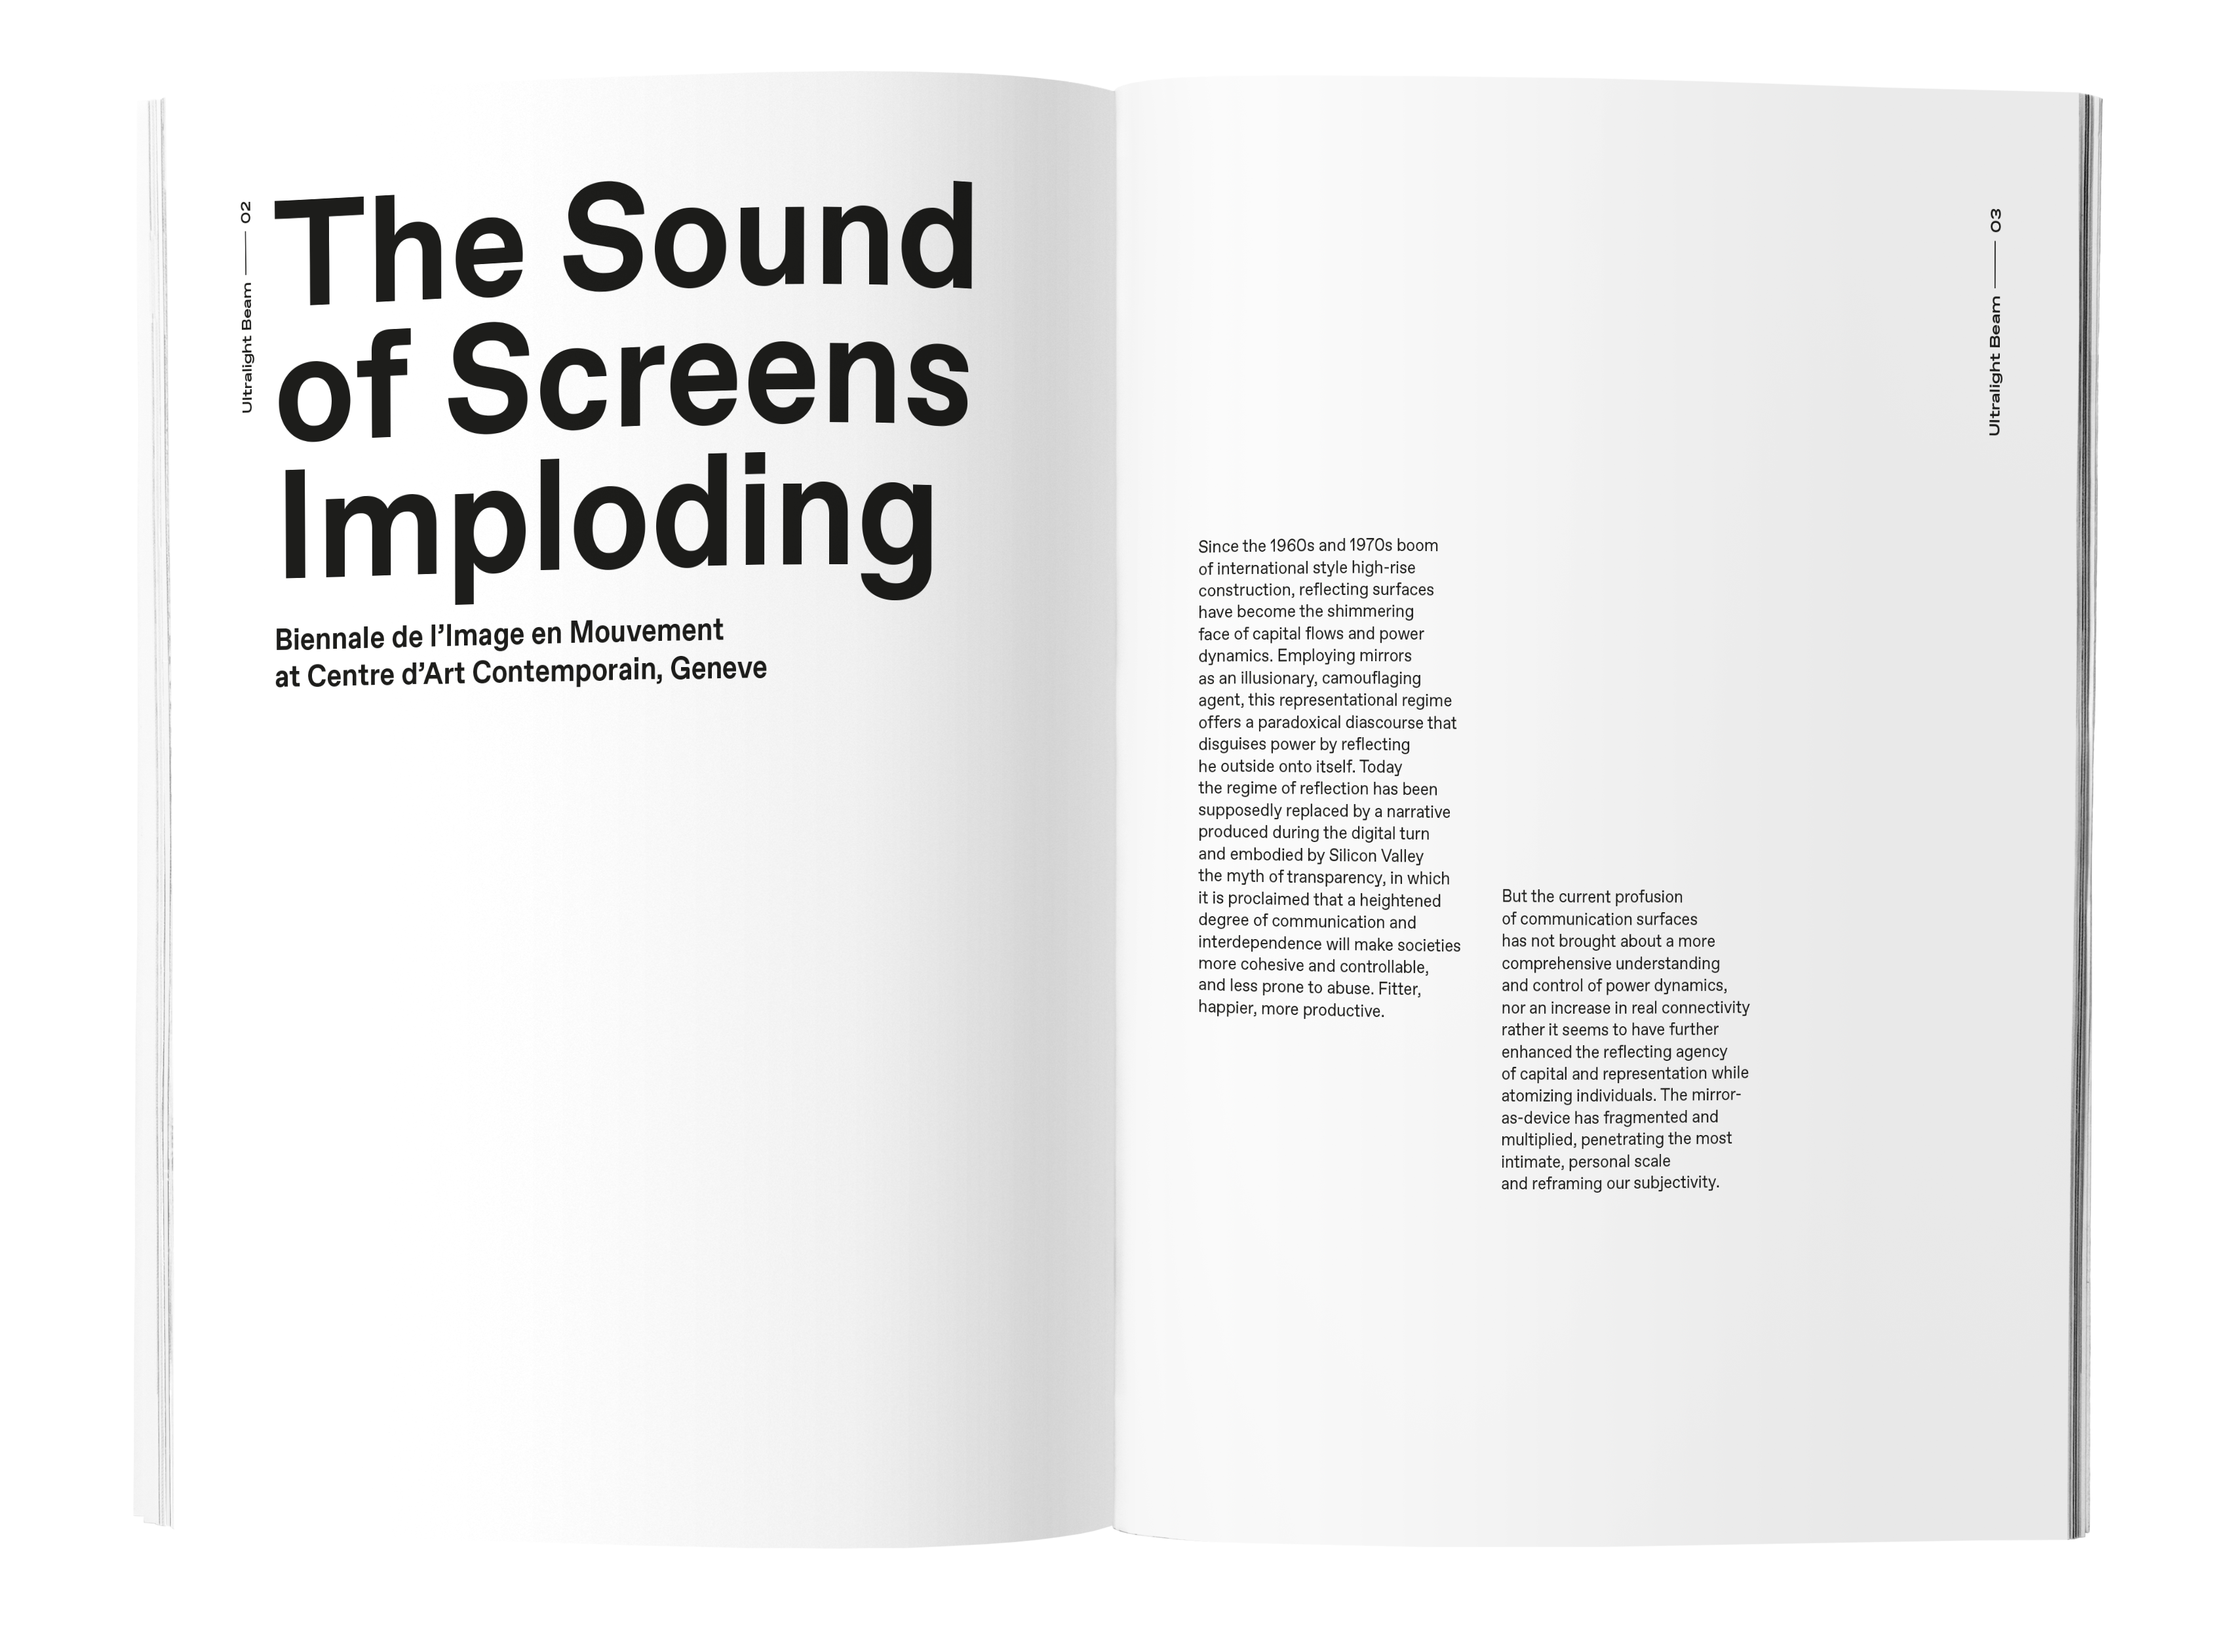 Ultralight Beam —— 02
The Sound
of Screens
Imploding
Biennale de l’Image en Mouvement
at Centre d’Art Contemporain, Geneve
Ultralight Beam —— 03
Since the 1960s and 1970s boom
of international style high-rise
construction, reflecting surfaces
have become the shimmering
face of capital flows and power
dynamics. Employing mirrors
as an illusionary, camouflaging
agent, this representational regime
offers a paradoxical diascourse that
disguises power by reflecting
he outside onto itself. Today
the regime of reflection has been
supposedly replaced by a narrative
produced during the digital turn
and embodied by Silicon Valley
the myth of transparency, in which
it is proclaimed that a heightened
degree of communication and
interdependence will make societies
more cohesive and controllable,
and less prone to abuse. Fitter,
happier, more productive.
But the current profusion
of communication surfaces
has not brought about a more
comprehensive understanding
and control of power dynamics,
nor an increase in real connectivity
rather it seems to have further
enhanced the reflecting agency
of capital and representation while
atomizing individuals. The mirror-
as-device has fragmented and
multiplied, penetrating the most
intimate, personal scale
and reframing our subjectivity.